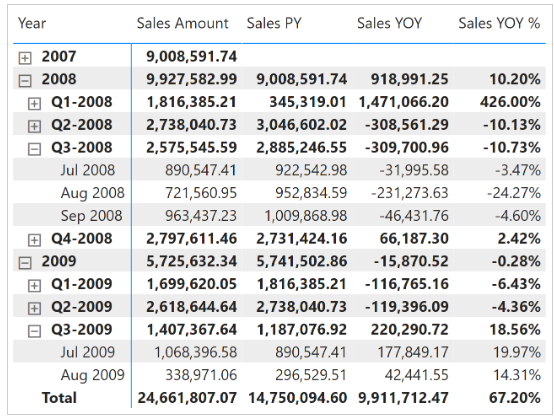 Year Sales Amount Sales PY Sales YOY Sales YOY %
2007 9,008,591.74
2008 9,927,582.99 9,008,591.74 918,991.25 10.20%
Q1-2008 1,816,385.21 345,319.01 1,471,066.20 426.00%
Q2-2008 2,738,040.73 3,046,602.02 -308,561.29 -10.13%
Q3-2008 2,575,545.59 2,885,246.55 -309,700.96 -10.73%
Jul 2008 890,547.41 922,542.98 -31,995.58 -3.47%
Aug 2008 721,560.95 952,834.59 -231,273.63 -24.27%
Sep 2008 963,437.23 1,009,868.98 -46,431.76 -4.60%
Q4-2008 2,797,611.46 2,731,424.16 66,187.30 2.42%
2009 5,725,632.34 5,741,502.86 -15,870.52 -0.28%
Q1-2009 1,699,620.05 1,816,385.21 -116,765.16 -6.43%
Q2-2009 2,618,644.64 2,738,040.73 -119,396.09 -4.36%
Q3-2009 1,407,367.64 1,187,076.92 220,290.72 18.56%
Jul 2009 1,068,396.58 890,547.41 177,849.17 19.97%
Aug 2009 338,971.06 296,529.51 42,441.55 14.31%
Total 24,661,807.07 14,750,094.60 9,911,712.47 67.20%